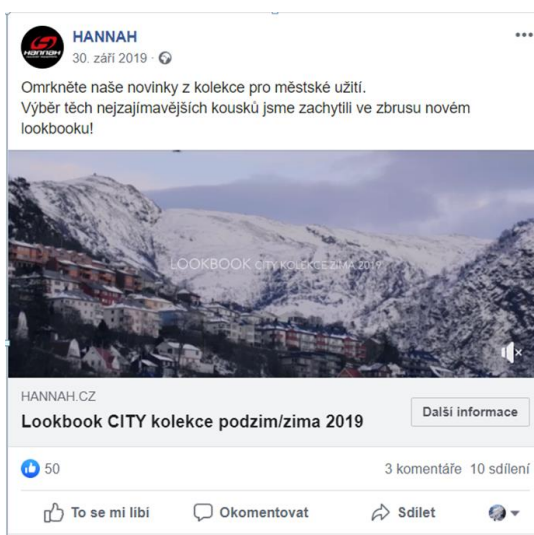 HANNAH
30. září 2019 ·
Omrkněte naše novinky z kolekce pro městské užití.
Výběr těch nejzajímavějších kousků jsme zachytili ve zbrusu novém
lookbooku!
LOOKBOOK CITY KOLEKCE ZIMA 2019
HANNAH.CZ
Lookbook CITY kolekce podzim/zima 2019
Další informace
50
3 komentáře 10 sdílení
To se mi líbí
Okomentovat
Sdílet